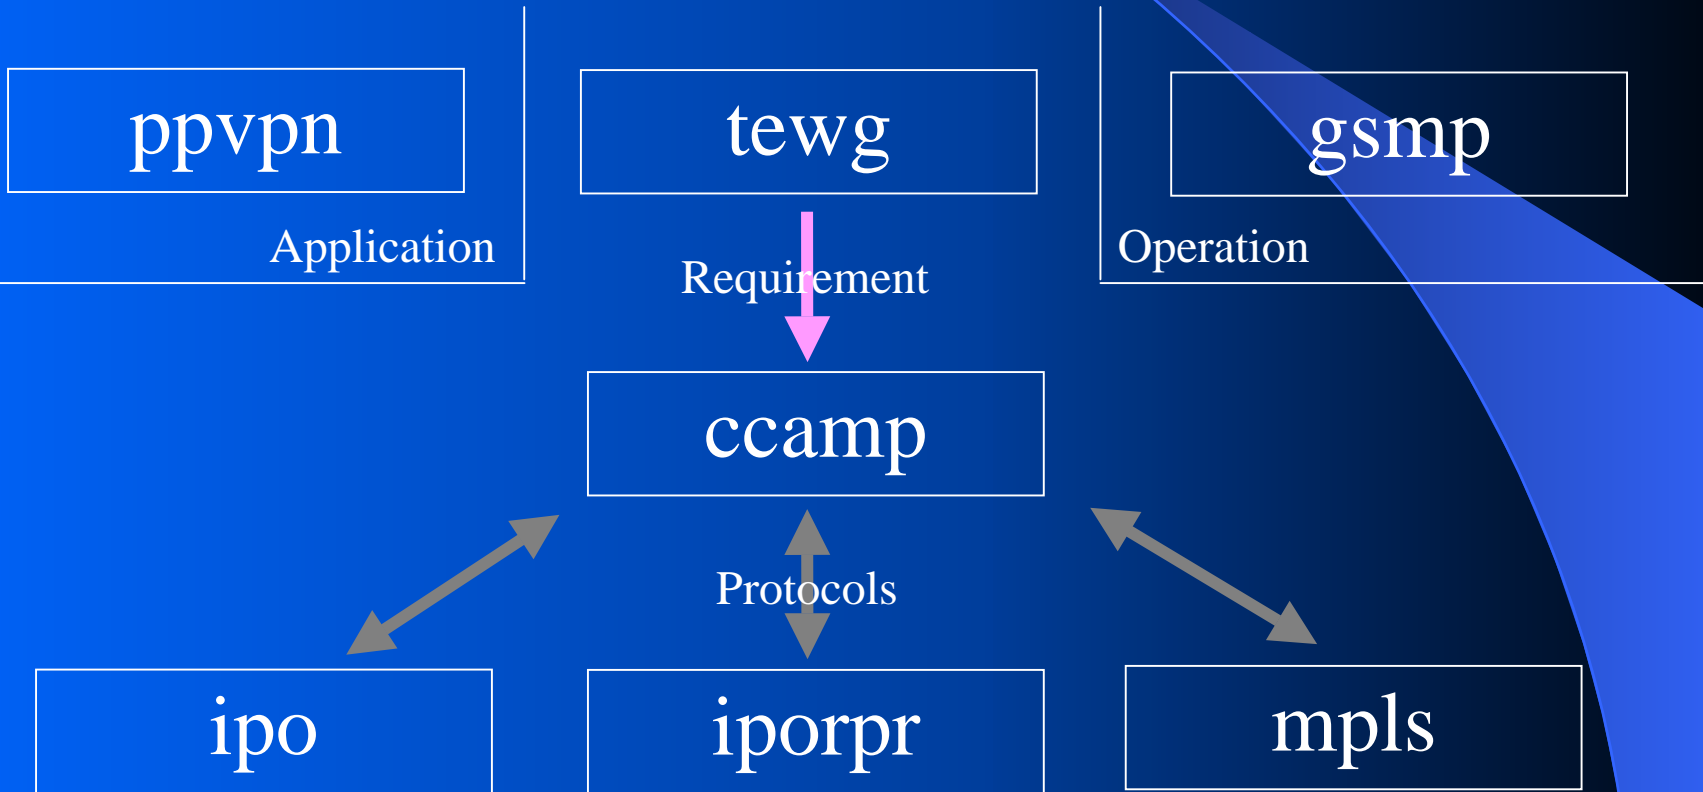 ppvpn
tewg
gsmp
Application
Requirement
Operation
ccamp
Protocols
ipo
iporpr
mpls